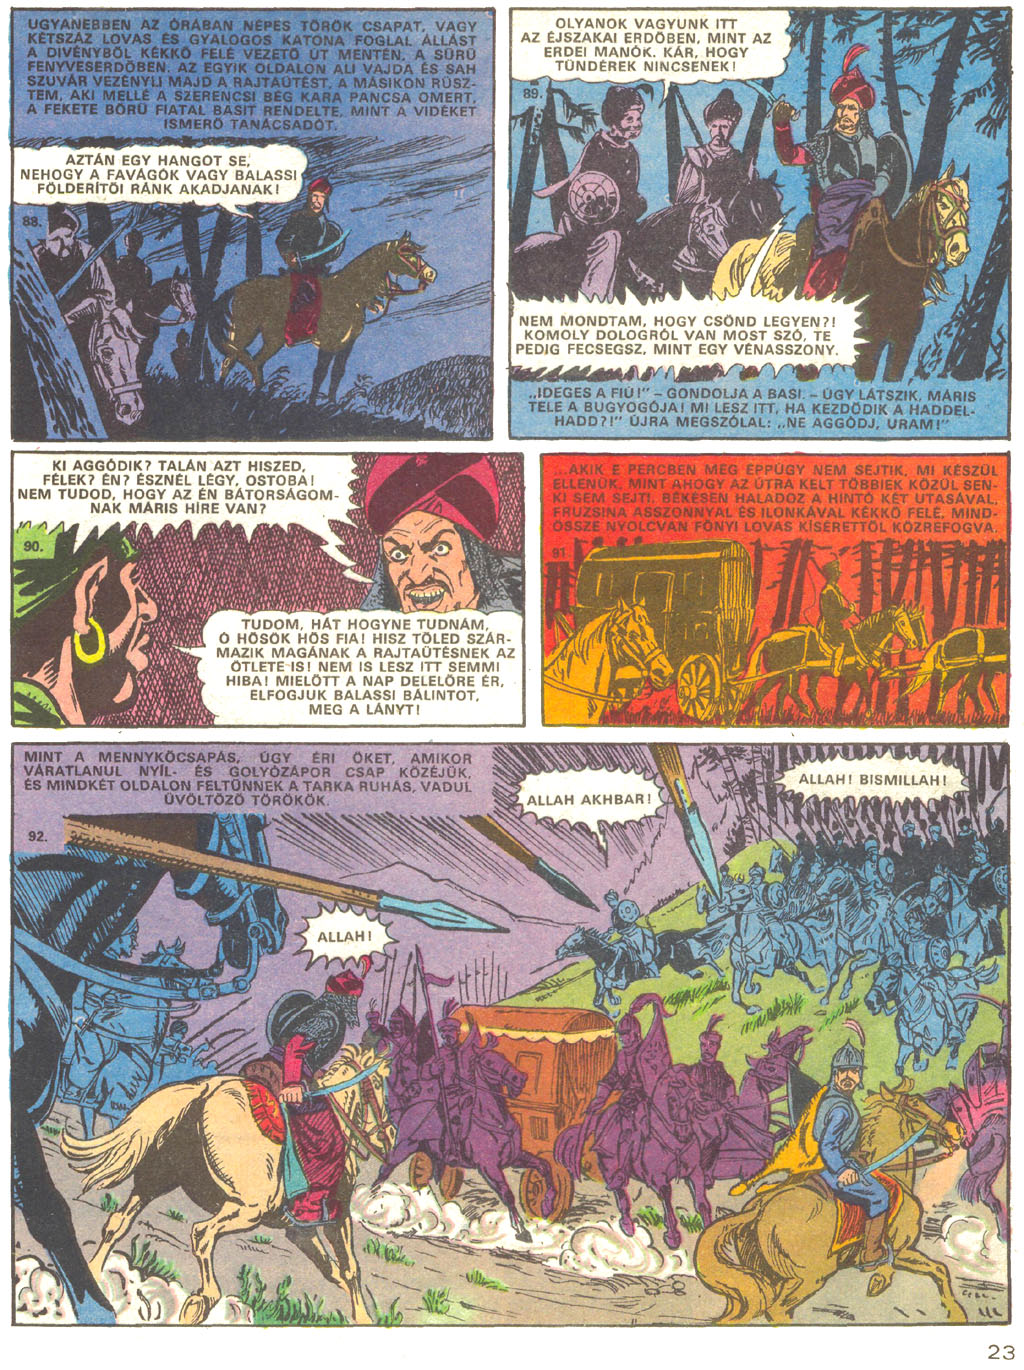 UGYANEBBEN AZ ÓRÁBAN NÉPES TÖRÖK CSAPAT, VAGY
KÉTSZÁZ LOVAS ÉS GYALOGOS KATONA FOGLAL ÁLLÁST
A DIVÉNYBŐL KÉKKŐ FELÉ VEZETŐ ÚT MENTÉN, A SŰRŰ
FENYVESERDŐBEN. AZ EGYIK OLDALON ALI VAJDA ÉS SAH
SZUVÁR VEZÉNYLI MAJD A RAJTAÜTÉST, A MÁSIKON RÜSZ-
TEM, AKI MELLÉ A SZERENCSI BÉG KARA PANCSA OMERT,
A FEKETE BŐRŰ FIATAL BASIT RENDELTE, MINT A VIDÉKET
ISMERŐ TANÁCSADÓT.
AZTÁN EGY HANGOT SE,
NEHOGY A FAVÁGÓK VAGY BALASSI
FÖLDERÍTŐI RÁNK AKADJANAK!
88.
OLYANOK VAGYUNK ITT
AZ ÉJSZAKAI ERDŐBEN, MINT AZ
ERDEI MANÓK. KÁR, HOGY
TÜNDÉREK NINCSENEK!
89.
NEM MONDTAM, HOGY CSÖND LEGYEN?!
KOMOLY DOLOGRÓL VAN MOST SZÓ, TE
PEDIG FECSEGSZ, MINT EGY VÉNASSZONY.
„IDEGES A FIÚ!" – GONDOLJA A BASI. – ÚGY LÁTSZIK, MÁRIS
TELE A BUGYOGÓJA! MI LESZ ITT, HA KEZDŐDIK A HADDEL-
HADD?!" ÚJRA MEGSZÓLAL: „NE AGGÓDJ, URAM!"
KI AGGÓDIK? TALÁN AZT HISZED,
FÉLEK? ÉN? ÉSZNÉL LÉGY, OSTOBA!
NEM TUDOD, HOGY AZ ÉN BÁTORSÁGOM-
NAK MÁRIS HÍRE VAN?
90.
TUDOM, HÁT HOGYNE TUDNÁM,
Ó HŐSÖK HŐS FIA! HISZ TŐLED SZÁR-
MAZIK MAGÁNAK A RAJTAÜTÉSNEK AZ
ÖTLETE IS! NEM IS LESZ ITT SEMMI
HIBA! MIELŐTT A NAP DELELŐRE ÉR,
ELFOGJUK BALASSI BÁLINTOT,
MEG A LÁNYT!
...AKIK E PERCBEN MÉG ÉPPÚGY NEM SEJTIK, MI KÉSZÜL
ELLENÜK, MINT AHOGY AZ ÚTRA KELT TÖBBIEK KÖZÜL SEN-
KI SEM SEJTI. BÉKÉSEN HALADOZ A HINTÓ KÉT UTASÁVAL,
FRUZSINA ASSZONNYAL ÉS ILONKÁVAL KÉKKŐ FELÉ, MIND-
ÖSSZE NYOLCVAN FŐNYI LOVAS KÍSÉRETTŐL KÖZREFOGVA.
91.
MINT A MENNYKŐCSAPÁS, ÚGY ÉRI ŐKET, AMIKOR
VÁRATLANUL NYÍL- ÉS GOLYÓZÁPOR CSAP KÖZÉJÜK,
ÉS MINDKÉT OLDALON FELTŰNNEK A TARKA RUHÁS, VADUL
ÜVÖLTÖZŐ TÖRÖKÖK.
92.
ALLAH AKHBAR!
ALLAH! BISMILLAH!
ALLAH!
23